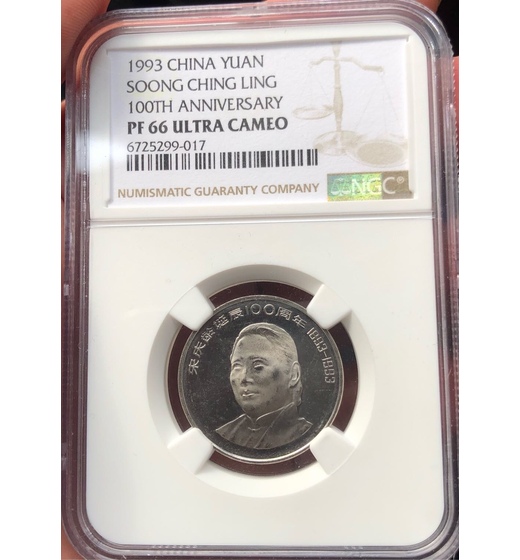 1993 CHINA YUAN
SOONG CHING LING
100TH ANNIVERSARY
PF 66 ULTRA CAMEO
6725299-017
NUMISMATIC GUARANTY COMPANY
NGC®
宋庆龄诞辰100周年 1893-1993